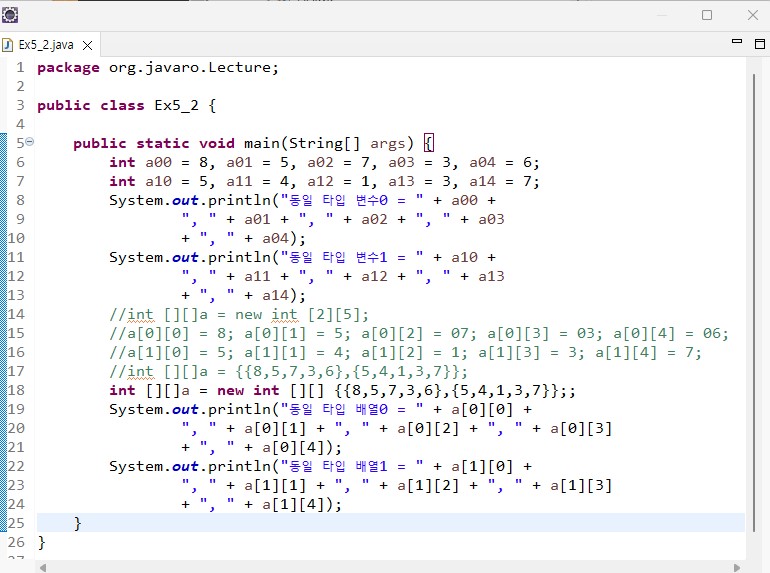 Ex5_2.java
1 package org.javaro.Lecture;
2
3 public class Ex5_2 {
4
5 public static void main(String[] args) {
6 int a00 = 8, a01 = 5, a02 = 7, a03 = 3, a04 = 6;
7 int a10 = 5, a11 = 4, a12 = 1, a13 = 3, a14 = 7;
8 System.out.println("동일 타입 변수0 = " + a00 +
9 ", " + a01 + ", " + a02 + ", " + a03
10 + ", " + a04);
11 System.out.println("동일 타입 변수1 = " + a10 +
12 ", " + a11 + ", " + a12 + ", " + a13
13 + ", " + a14);
14 //int [][]a = new int [2][5];
15 //a[0][0] = 8; a[0][1] = 5; a[0][2] = 07; a[0][3] = 03; a[0][4] = 06;
16 //a[1][0] = 5; a[1][1] = 4; a[1][2] = 1; a[1][3] = 3; a[1][4] = 7;
17 //int [][]a = {{8,5,7,3,6},{5,4,1,3,7}};
18 int [][]a = new int [][] {{8,5,7,3,6},{5,4,1,3,7}};;
19 System.out.println("동일 타입 배열0 = " + a[0][0] +
20 ", " + a[0][1] + ", " + a[0][2] + ", " + a[0][3]
21 + ", " + a[0][4]);
22 System.out.println("동일 타입 배열1 = " + a[1][0] +
23 ", " + a[1][1] + ", " + a[1][2] + ", " + a[1][3]
24 + ", " + a[1][4]);
25 }
26 }